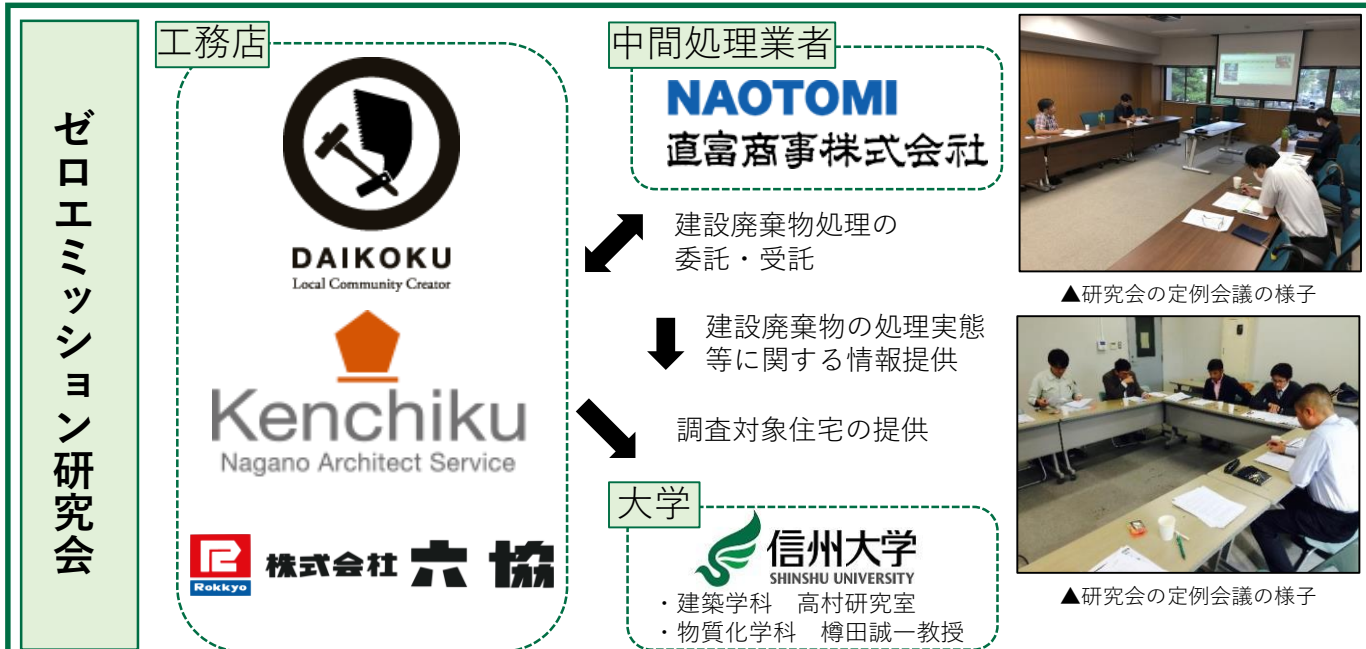 ゼロエミッション研究会
工務店
DAIKOKU
Local Community Creator
Kenchiku
Nagano Architect Service
Rokkyo
株式会社 六協
中間処理業者
NAOTOMI
直富商事株式会社
建設廃棄物処理の
委託・受託
建設廃棄物の処理実態
等に関する情報提供
調査対象住宅の提供
大学
信州大学
SHINSHU UNIVERSITY
・建築学科 高村研究室
・物質化学科 樽田誠一教授
▲研究会の定例会議の様子
▲研究会の定例会議の様子